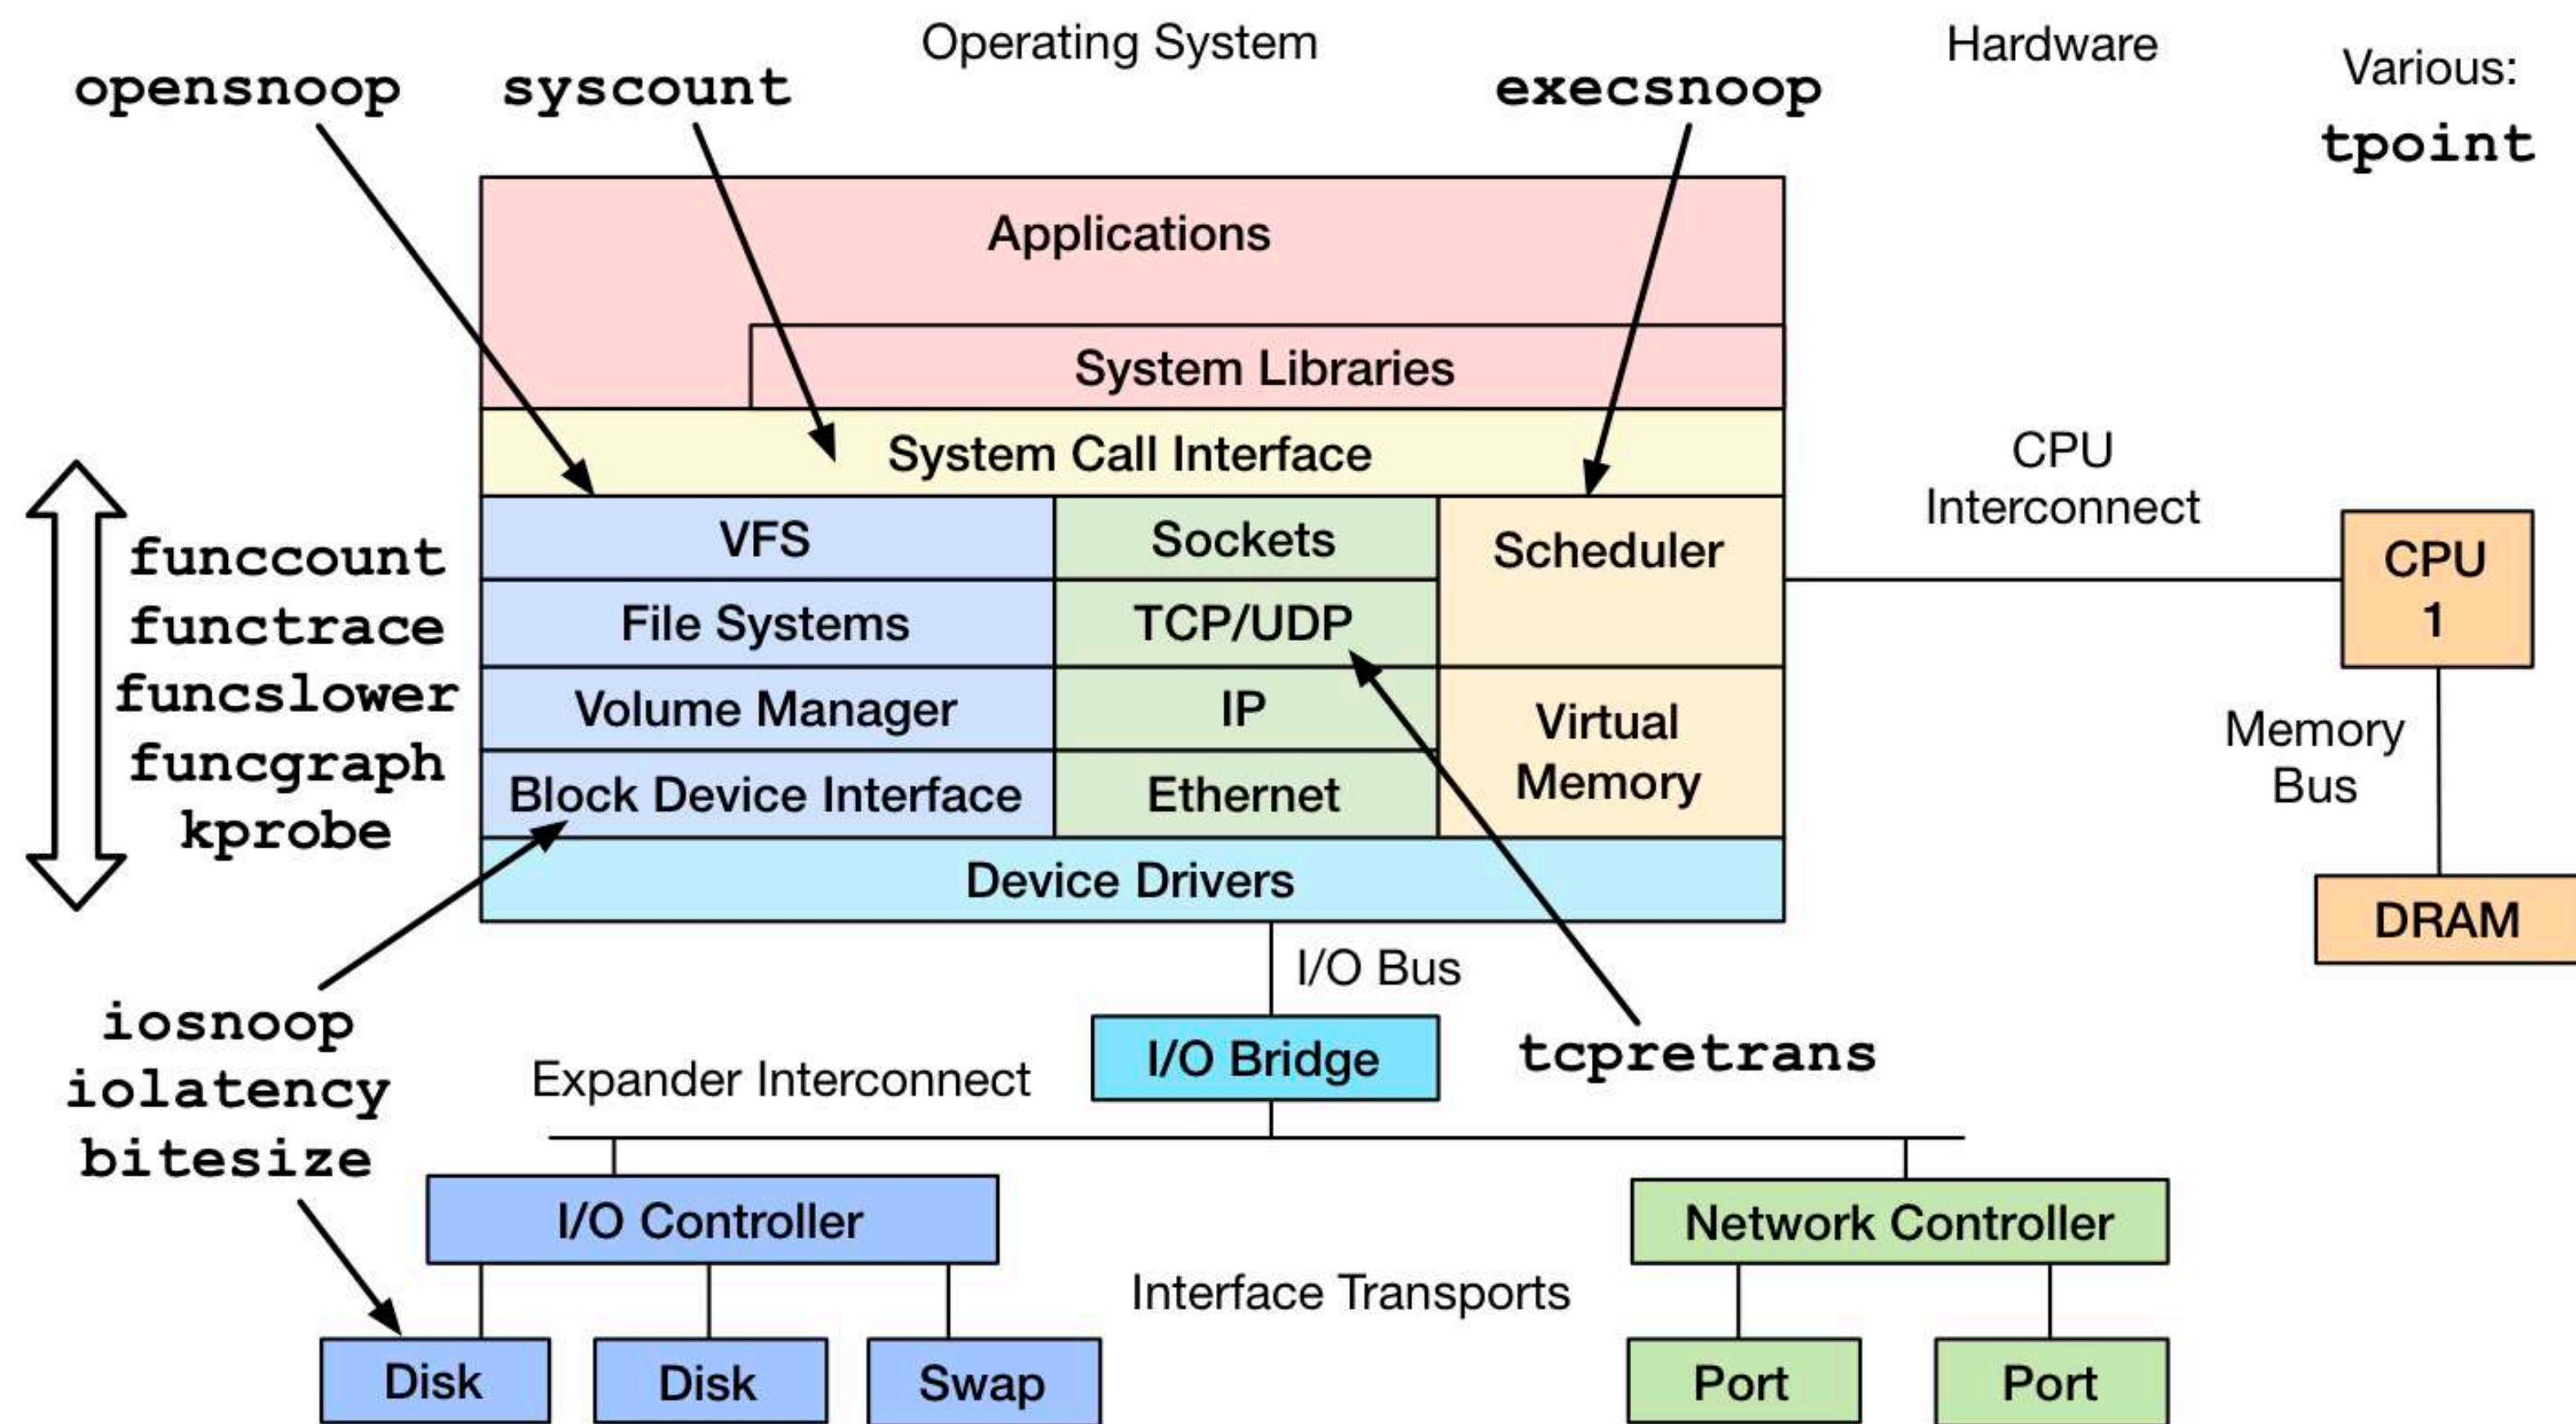 Operating System
Hardware
Various:
tpoint
opensnoop
syscount
execsnoop
Applications
System Libraries
System Call Interface
VFS
Sockets
Scheduler
File Systems
TCP/UDP
Volume Manager
IP
Virtual
Memory
Block Device Interface
Ethernet
Device Drivers
funccount
functrace
funcslower
funcgraph
kprobe
CPU
Interconnect
CPU
1
Memory
Bus
DRAM
iosnoop
iolatency
bitesize
I/O Bus
I/O Bridge
tcpretrans
Expander Interconnect
I/O Controller
Network Controller
Interface Transports
Disk
Disk
Swap
Port
Port